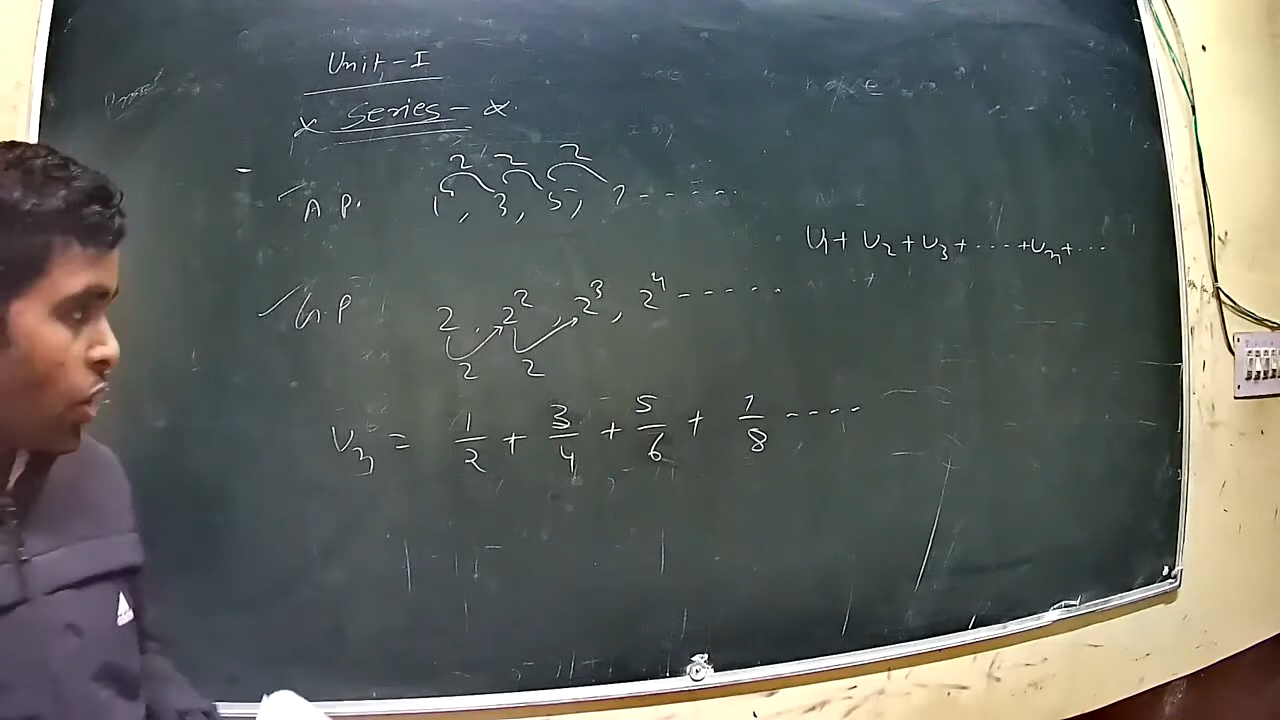 Unit-I
x Series - x.
2 2 2
A.P. 1, 3, 5, 7 - - - - -
U1 + U2 + U3 + ---- + Un + ...
G.P 2, 2², 2³, 2⁴ - - - - -
2 2
Un = 1/2 + 3/4 + 5/6 + 7/8 - - - -